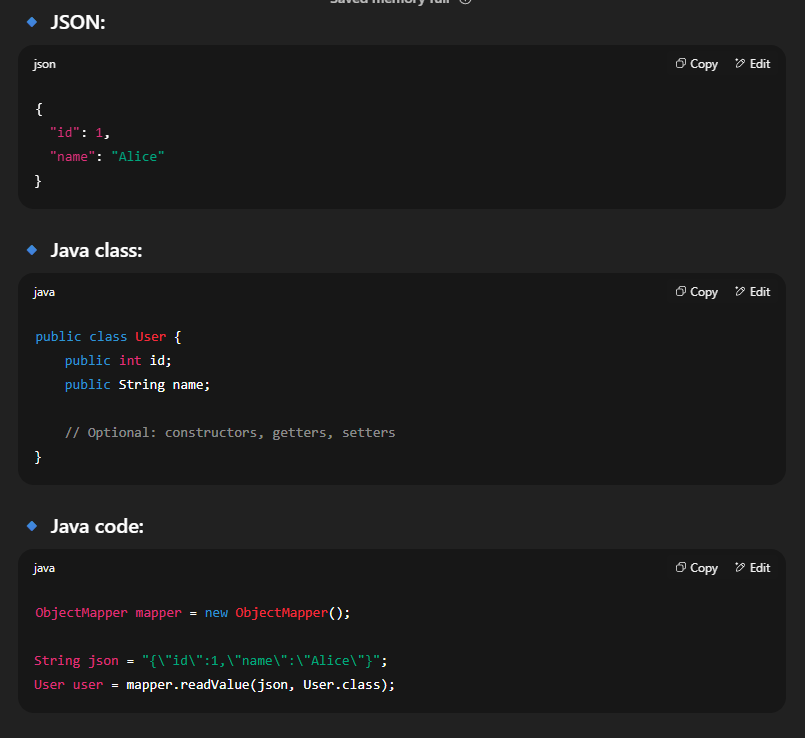 Saved memory full
JSON:
json
Copy
Edit
{
  "id": 1,
  "name": "Alice"
}
Java class:
java
Copy
Edit
public class User {
    public int id;
    public String name;
    // Optional: constructors, getters, setters
}
Java code:
java
Copy
Edit
ObjectMapper mapper = new ObjectMapper();
String json = "{\"id\":1,\"name\":\"Alice\"}";
User user = mapper.readValue(json, User.class);